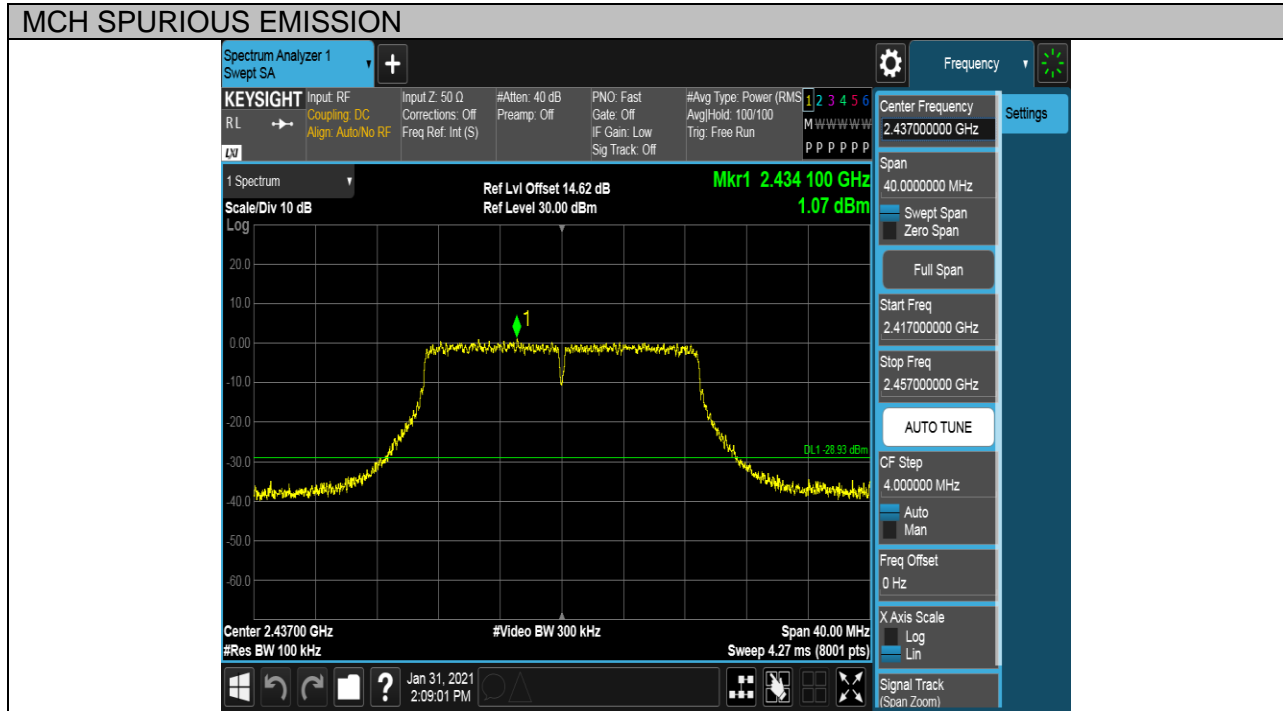 MCH SPURIOUS EMISSION
Spectrum Analyzer 1
Swept SA
+
Frequency
KEYSIGHT
RL
LXI
Input: RF
Coupling: DC
Align: Auto/No RF
Input Z: 50 Ω
Corrections: Off
Freq Ref: Int (S)
#Atten: 40 dB
Preamp: Off
PNO: Fast
Gate: Off
IF Gain: Low
Sig Track: Off
#Avg Type: Power (RMS
Avg|Hold: 100/100
Trig: Free Run
1 2 3 4 5 6
M W W W W W
P P P P P P
1 Spectrum
Scale/Div 10 dB
Ref Lvl Offset 14.62 dB
Ref Level 30.00 dBm
Mkr1 2.434 100 GHz
1.07 dBm
Log
20.0
10.0
0.00
-10.0
-20.0
-30.0
-40.0
-50.0
-60.0
1
DL1 -28.93 dBm
Center 2.43700 GHz
#Res BW 100 kHz
#Video BW 300 kHz
Span 40.00 MHz
Sweep 4.27 ms (8001 pts)
?
Jan 31, 2021
2:09:01 PM
Center Frequency
2.437000000 GHz
Settings
Span
40.0000000 MHz
Swept Span
Zero Span
Full Span
Start Freq
2.417000000 GHz
Stop Freq
2.457000000 GHz
AUTO TUNE
CF Step
4.000000 MHz
Auto
Man
Freq Offset
0 Hz
X Axis Scale
Log
Lin
Signal Track
(Span Zoom)